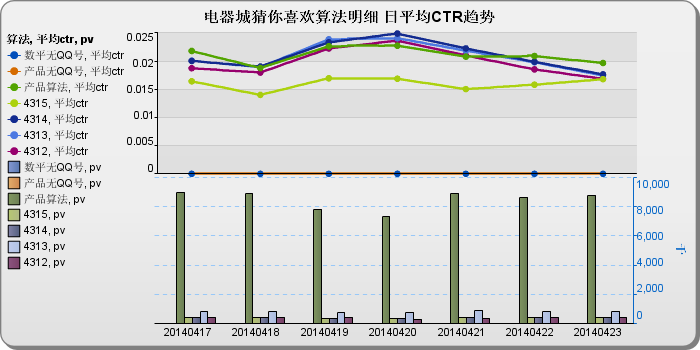 电器城猜你喜欢算法明细 日平均CTR趋势
算法, 平均ctr, pv
数平无QQ号, 平均ctr
产品无QQ号, 平均ctr
产品算法, 平均ctr
4315, 平均ctr
4314, 平均ctr
4313, 平均ctr
4312, 平均ctr
数平无QQ号, pv
产品无QQ号, pv
产品算法, pv
4315, pv
4314, pv
4313, pv
4312, pv
0.025
0.02
0.015
0.01
0.005
0
10,000
8,000
6,000
4,000
2,000
0
20140417 20140418 20140419 20140420 20140421 20140422 20140423